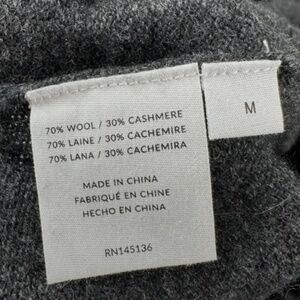 70% WOOL / 30% CASHMERE
70% LAINE / 30% CACHEMIRE
70% LANA / 30% CACHEMIRA
MADE IN CHINA
FABRIQUÉ EN CHINE
HECHO EN CHINA
RN145136
M